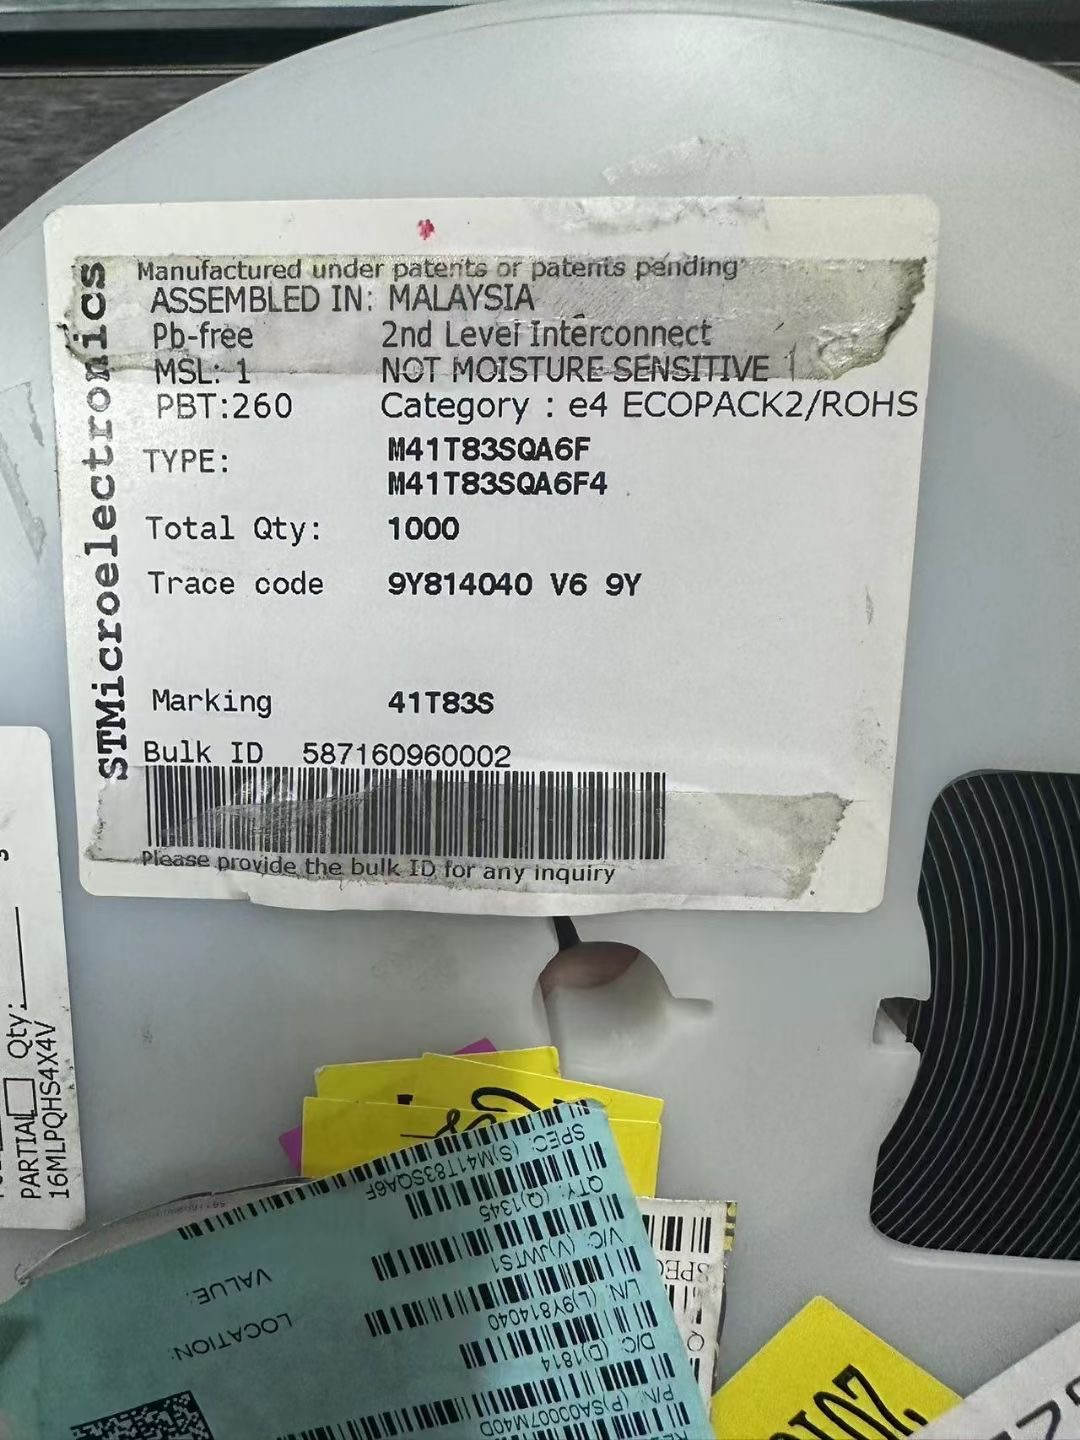 STMicroelectronics
Manufactured under patents or patents pending
ASSEMBLED IN: MALAYSIA
Pb-free 2nd Level Interconnect
MSL: 1 NOT MOISTURE SENSITIVE
PBT:260 Category : e4 ECOPACK2/ROHS
TYPE: M41T83SQA6F
M41T83SQA6F4
Total Qty: 1000
Trace code 9Y814040 V6 9Y
Marking 41T83S
Bulk ID 587160960002
Please provide the bulk ID for any inquiry
PARTIAL Qty:
16MLPQHS4X4V
SPEC: (S)M41T83SQA6F
QTY: (Q)1345
V/C: (V)JWTS1
L/N: (L)9Y814040
D/C: (D)1814
P/N: (P)SA00007M40D
VALUE:
LOCATION:
SPEC
Q